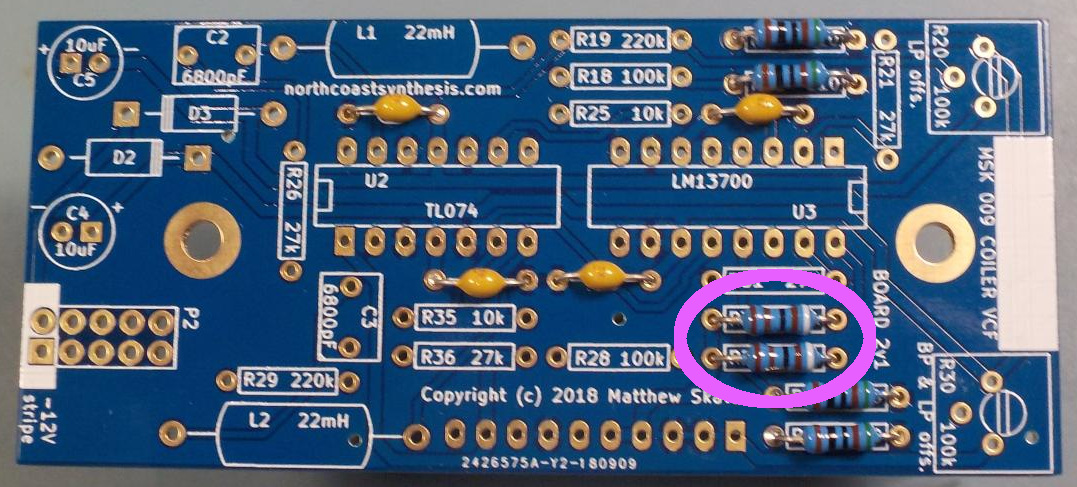 10uF
C5
C2
6800pF
L1 22mH
R19 220k
R18 100k
R25 10k
R21 27k
LP offs.
R20 100k
northcoastsynthesis.com
D3
D2
R26 27k
U2
TL074
LM13700
U3
MSK 009 COILER VCF
BOARD 2v1
C4
10uF
C3
6800pF
R35 10k
R36 27k
R28 100k
P2
R29 220k
Copyright (c) 2018 Matthew
BP & LP offs.
R30 100k
L2 22mH
-12V
stripe
2426575A-Y2-180909